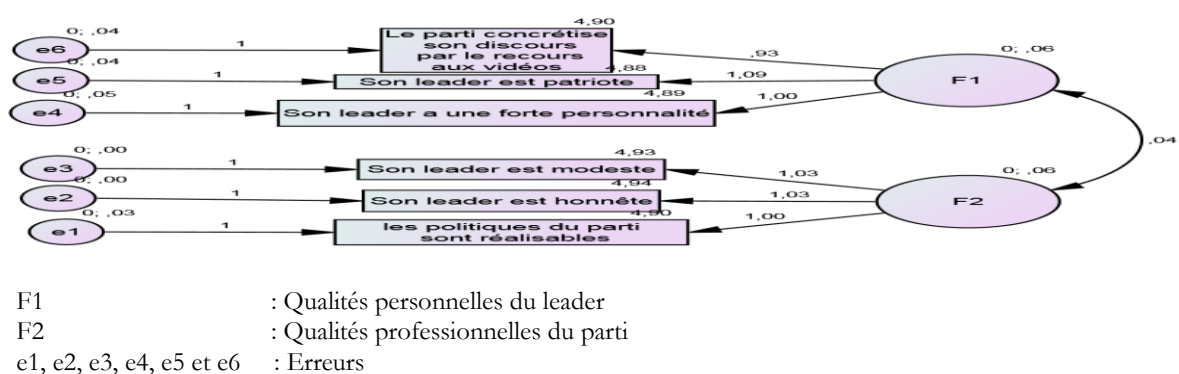 0; ,04
4,90
e6
1
Le parti concrétise
son discours
par le recours
aux vidéos
,93
0; ,06
F1
0; ,04
e5
1
4,88
Son leader est patriote
1,09
0; ,05
e4
1
4,89
Son leader a une forte personnalité
1,00
,04
0; ,00
e3
1
4,93
Son leader est modeste
1,03
0; ,06
F2
0; ,00
e2
1
4,94
Son leader est honnête
1,03
0; ,03
e1
1
4,90
les politiques du parti
sont réalisables
1,00
F1 : Qualités personnelles du leader
F2 : Qualités professionnelles du parti
e1, e2, e3, e4, e5 et e6 : Erreurs